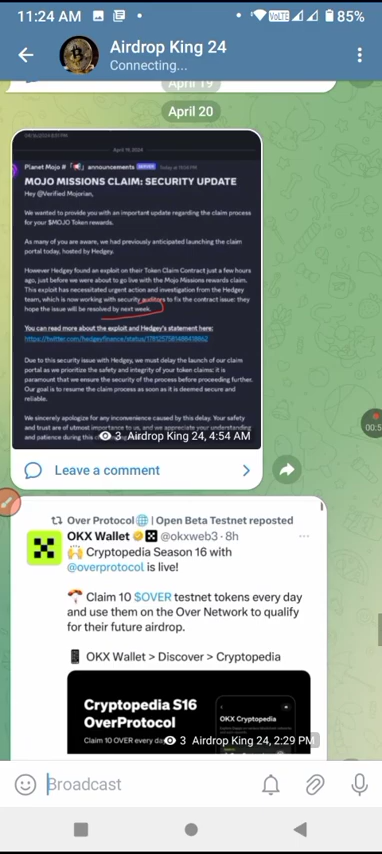 11:24 AM
85%
Airdrop King 24
Connecting...
April 19
April 20
April 19, 2024
Planet Mojo # 「📢」announcements SERVER Today at
MOJO MISSIONS CLAIM: SECURITY UPDATE
Hey @Verified Mojorian,
We wanted to provide you with an important update regarding the claim process
for your $MOJO Token rewards.
As many of you are aware, we had previously anticipated launching the claim
portal today, hosted by Hedgey.
However Hedgey found an exploit on their Token Claim Contract just a few hours
ago, just before we were about to go live with the Mojo Missions rewards claim.
This exploit has necessitated urgent action and investigation from the Hedgey
team, which is now working with security auditors to fix the contract issue: they
hope the issue will be resolved by next week.
You can read more about the exploit and Hedgey's statement here:
Due to this security issue with Hedgey, we must delay the launch of our claim
portal as we prioritize the safety and integrity of your token claims: it is
paramount that we ensure the security of the process before proceeding further.
Our goal is to resume the claim process as soon as it is deemed secure and
reliable.
We sincerely apologize for any inconvenience caused by this delay. Your safety
and trust are of utmost importance to us, and we appreciate your understanding
and patience during this
3 Airdrop King 24, 4:54 AM
Leave a comment
00:5
Over Protocol🌐 | Open Beta Testnet reposted
OKX Wallet @okxweb3 · 8h
🙌 Cryptopedia Season 16 with
@overprotocol is live!
🪂 Claim 10 $OVER testnet tokens every day
and use them on the Over Network to qualify
for their future airdrop.
📱 OKX Wallet > Discover > Cryptopedia
Cryptopedia S16
OverProtocol
OKX Cryptopedia
Claim 10 OVER every day
3 Airdrop King 24, 2:29 PM
Broadcast